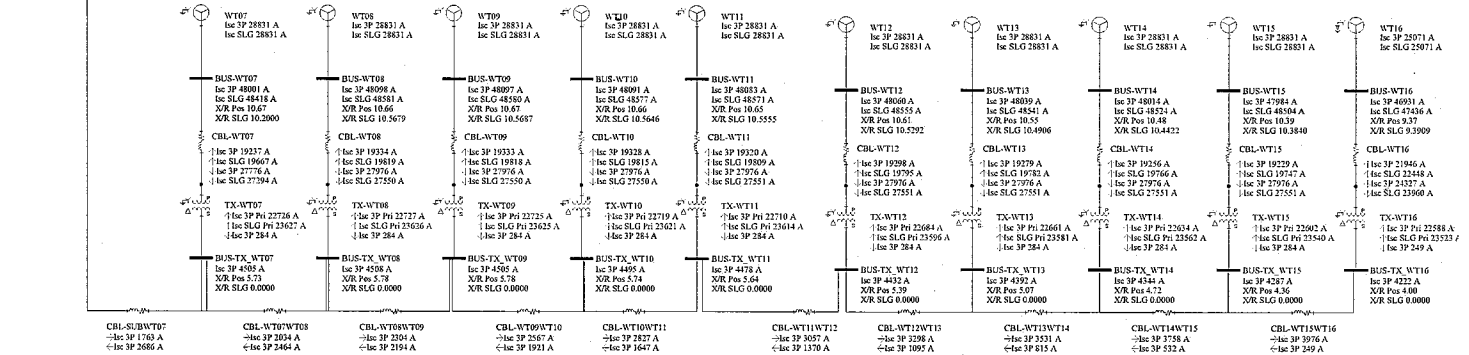 WT07
Isc 3P 28831 A
Isc SLG 28831 A
BUS-WT07
Isc 3P 48001 A
Isc SLG 48418 A
X/R Pos 10.67
X/R SLG 10.2000
CBL-WT07
↑Isc 3P 19237 A
↑Isc SLG 19667 A
↓Isc 3P 27776 A
↓Isc SLG 27294 A
TX-WT07
↑Isc 3P Pri 22726 A
↑Isc SLG Pri 23627 A
↓Isc 3P 284 A
BUS-TX_WT07
Isc 3P 4505 A
X/R Pos 5.73
X/R SLG 0.0000
WT08
Isc 3P 28831 A
Isc SLG 28831 A
BUS-WT08
Isc 3P 48098 A
Isc SLG 48581 A
X/R Pos 10.66
X/R SLG 10.5679
CBL-WT08
↑Isc 3P 19334 A
↑Isc SLG 19819 A
↓Isc 3P 27976 A
↓Isc SLG 27550 A
TX-WT08
↑Isc 3P Pri 22727 A
↑Isc SLG Pri 23626 A
↓Isc 3P 284 A
BUS-TX_WT08
Isc 3P 4508 A
X/R Pos 5.78
X/R SLG 0.0000
WT09
Isc 3P 28831 A
Isc SLG 28831 A
BUS-WT09
Isc 3P 48097 A
Isc SLG 48580 A
X/R Pos 10.67
X/R SLG 10.5687
CBL-WT09
↑Isc 3P 19333 A
↑Isc SLG 19818 A
↓Isc 3P 27976 A
↓Isc SLG 27550 A
TX-WT09
↑Isc 3P Pri 22725 A
↑Isc SLG Pri 23625 A
↓Isc 3P 284 A
BUS-TX_WT09
Isc 3P 4505 A
X/R Pos 5.78
X/R SLG 0.0000
WT10
Isc 3P 28831 A
Isc SLG 28831 A
BUS-WT10
Isc 3P 48091 A
Isc SLG 48577 A
X/R Pos 10.66
X/R SLG 10.5646
CBL-WT10
↑Isc 3P 19328 A
↑Isc SLG 19815 A
↓Isc 3P 27976 A
↓Isc SLG 27550 A
TX-WT10
↑Isc 3P Pri 22719 A
↑Isc SLG Pri 23621 A
↓Isc 3P 284 A
BUS-TX_WT10
Isc 3P 4495 A
X/R Pos 5.74
X/R SLG 0.0000
WT11
Isc 3P 28831 A
Isc SLG 28831 A
BUS-WT11
Isc 3P 48083 A
Isc SLG 48571 A
X/R Pos 10.65
X/R SLG 10.5555
CBL-WT11
↑Isc 3P 19320 A
↑Isc SLG 19809 A
↓Isc 3P 27976 A
↓Isc SLG 27551 A
TX-WT11
↑Isc 3P Pri 22710 A
↑Isc SLG Pri 23614 A
↓Isc 3P 284 A
BUS-TX_WT11
Isc 3P 4478 A
X/R Pos 5.64
X/R SLG 0.0000
WT12
Isc 3P 28831 A
Isc SLG 28831 A
BUS-WT12
Isc 3P 48060 A
Isc SLG 48555 A
X/R Pos 10.61
X/R SLG 10.5292
CBL-WT12
↑Isc 3P 19298 A
↑Isc SLG 19795 A
↓Isc 3P 27976 A
↓Isc SLG 27551 A
TX-WT12
↑Isc 3P Pri 22684 A
↑Isc SLG Pri 23596 A
↓Isc 3P 284 A
BUS-TX_WT12
Isc 3P 4432 A
X/R Pos 5.39
X/R SLG 0.0000
WT13
Isc 3P 28831 A
Isc SLG 28831 A
BUS-WT13
Isc 3P 48039 A
Isc SLG 48541 A
X/R Pos 10.55
X/R SLG 10.4906
CBL-WT13
↑Isc 3P 19279 A
↑Isc SLG 19782 A
↓Isc 3P 27976 A
↓Isc SLG 27551 A
TX-WT13
↑Isc 3P Pri 22661 A
↑Isc SLG Pri 23581 A
↓Isc 3P 284 A
BUS-TX_WT13
Isc 3P 4392 A
X/R Pos 5.07
X/R SLG 0.0000
WT14
Isc 3P 28831 A
Isc SLG 28831 A
BUS-WT14
Isc 3P 48014 A
Isc SLG 48524 A
X/R Pos 10.48
X/R SLG 10.4422
CBL-WT14
↑Isc 3P 19256 A
↑Isc SLG 19766 A
↓Isc 3P 27976 A
↓Isc SLG 27551 A
TX-WT14
↑Isc 3P Pri 22634 A
↑Isc SLG Pri 23562 A
↓Isc 3P 284 A
BUS-TX_WT14
Isc 3P 4344 A
X/R Pos 4.72
X/R SLG 0.0000
WT15
Isc 3P 28831 A
Isc SLG 28831 A
BUS-WT15
Isc 3P 47984 A
Isc SLG 48504 A
X/R Pos 10.39
X/R SLG 10.3840
CBL-WT15
↑Isc 3P 19229 A
↑Isc SLG 19747 A
↓Isc 3P 27976 A
↓Isc SLG 27551 A
TX-WT15
↑Isc 3P Pri 22602 A
↑Isc SLG Pri 23540 A
↓Isc 3P 284 A
BUS-TX_WT15
Isc 3P 4287 A
X/R Pos 4.36
X/R SLG 0.0000
WT16
Isc 3P 25071 A
Isc SLG 25071 A
BUS-WT16
Isc 3P 46931 A
Isc SLG 47436 A
X/R Pos 9.37
X/R SLG 9.3909
CBL-WT16
↑Isc 3P 21946 A
↑Isc SLG 22448 A
↓Isc 3P 24327 A
↓Isc SLG 23960 A
TX-WT16
↑Isc 3P Pri 22588 A
↑Isc SLG Pri 23523 A
↓Isc 3P 249 A
BUS-TX_WT16
Isc 3P 4222 A
X/R Pos 4.00
X/R SLG 0.0000
CBL-SUBWT07
→Isc 3P 1763 A
←Isc 3P 2686 A
CBL-WT07WT08
→Isc 3P 2034 A
←Isc 3P 2464 A
CBL-WT08WT09
→Isc 3P 2304 A
←Isc 3P 2194 A
CBL-WT09WT10
→Isc 3P 2567 A
←Isc 3P 1921 A
CBL-WT10WT11
→Isc 3P 2827 A
←Isc 3P 1647 A
CBL-WT11WT12
→Isc 3P 3057 A
←Isc 3P 1370 A
CBL-WT12WT13
→Isc 3P 3298 A
←Isc 3P 1095 A
CBL-WT13WT14
→Isc 3P 3531 A
←Isc 3P 815 A
CBL-WT14WT15
→Isc 3P 3758 A
←Isc 3P 532 A
CBL-WT15WT16
→Isc 3P 3976 A
←Isc 3P 249 A